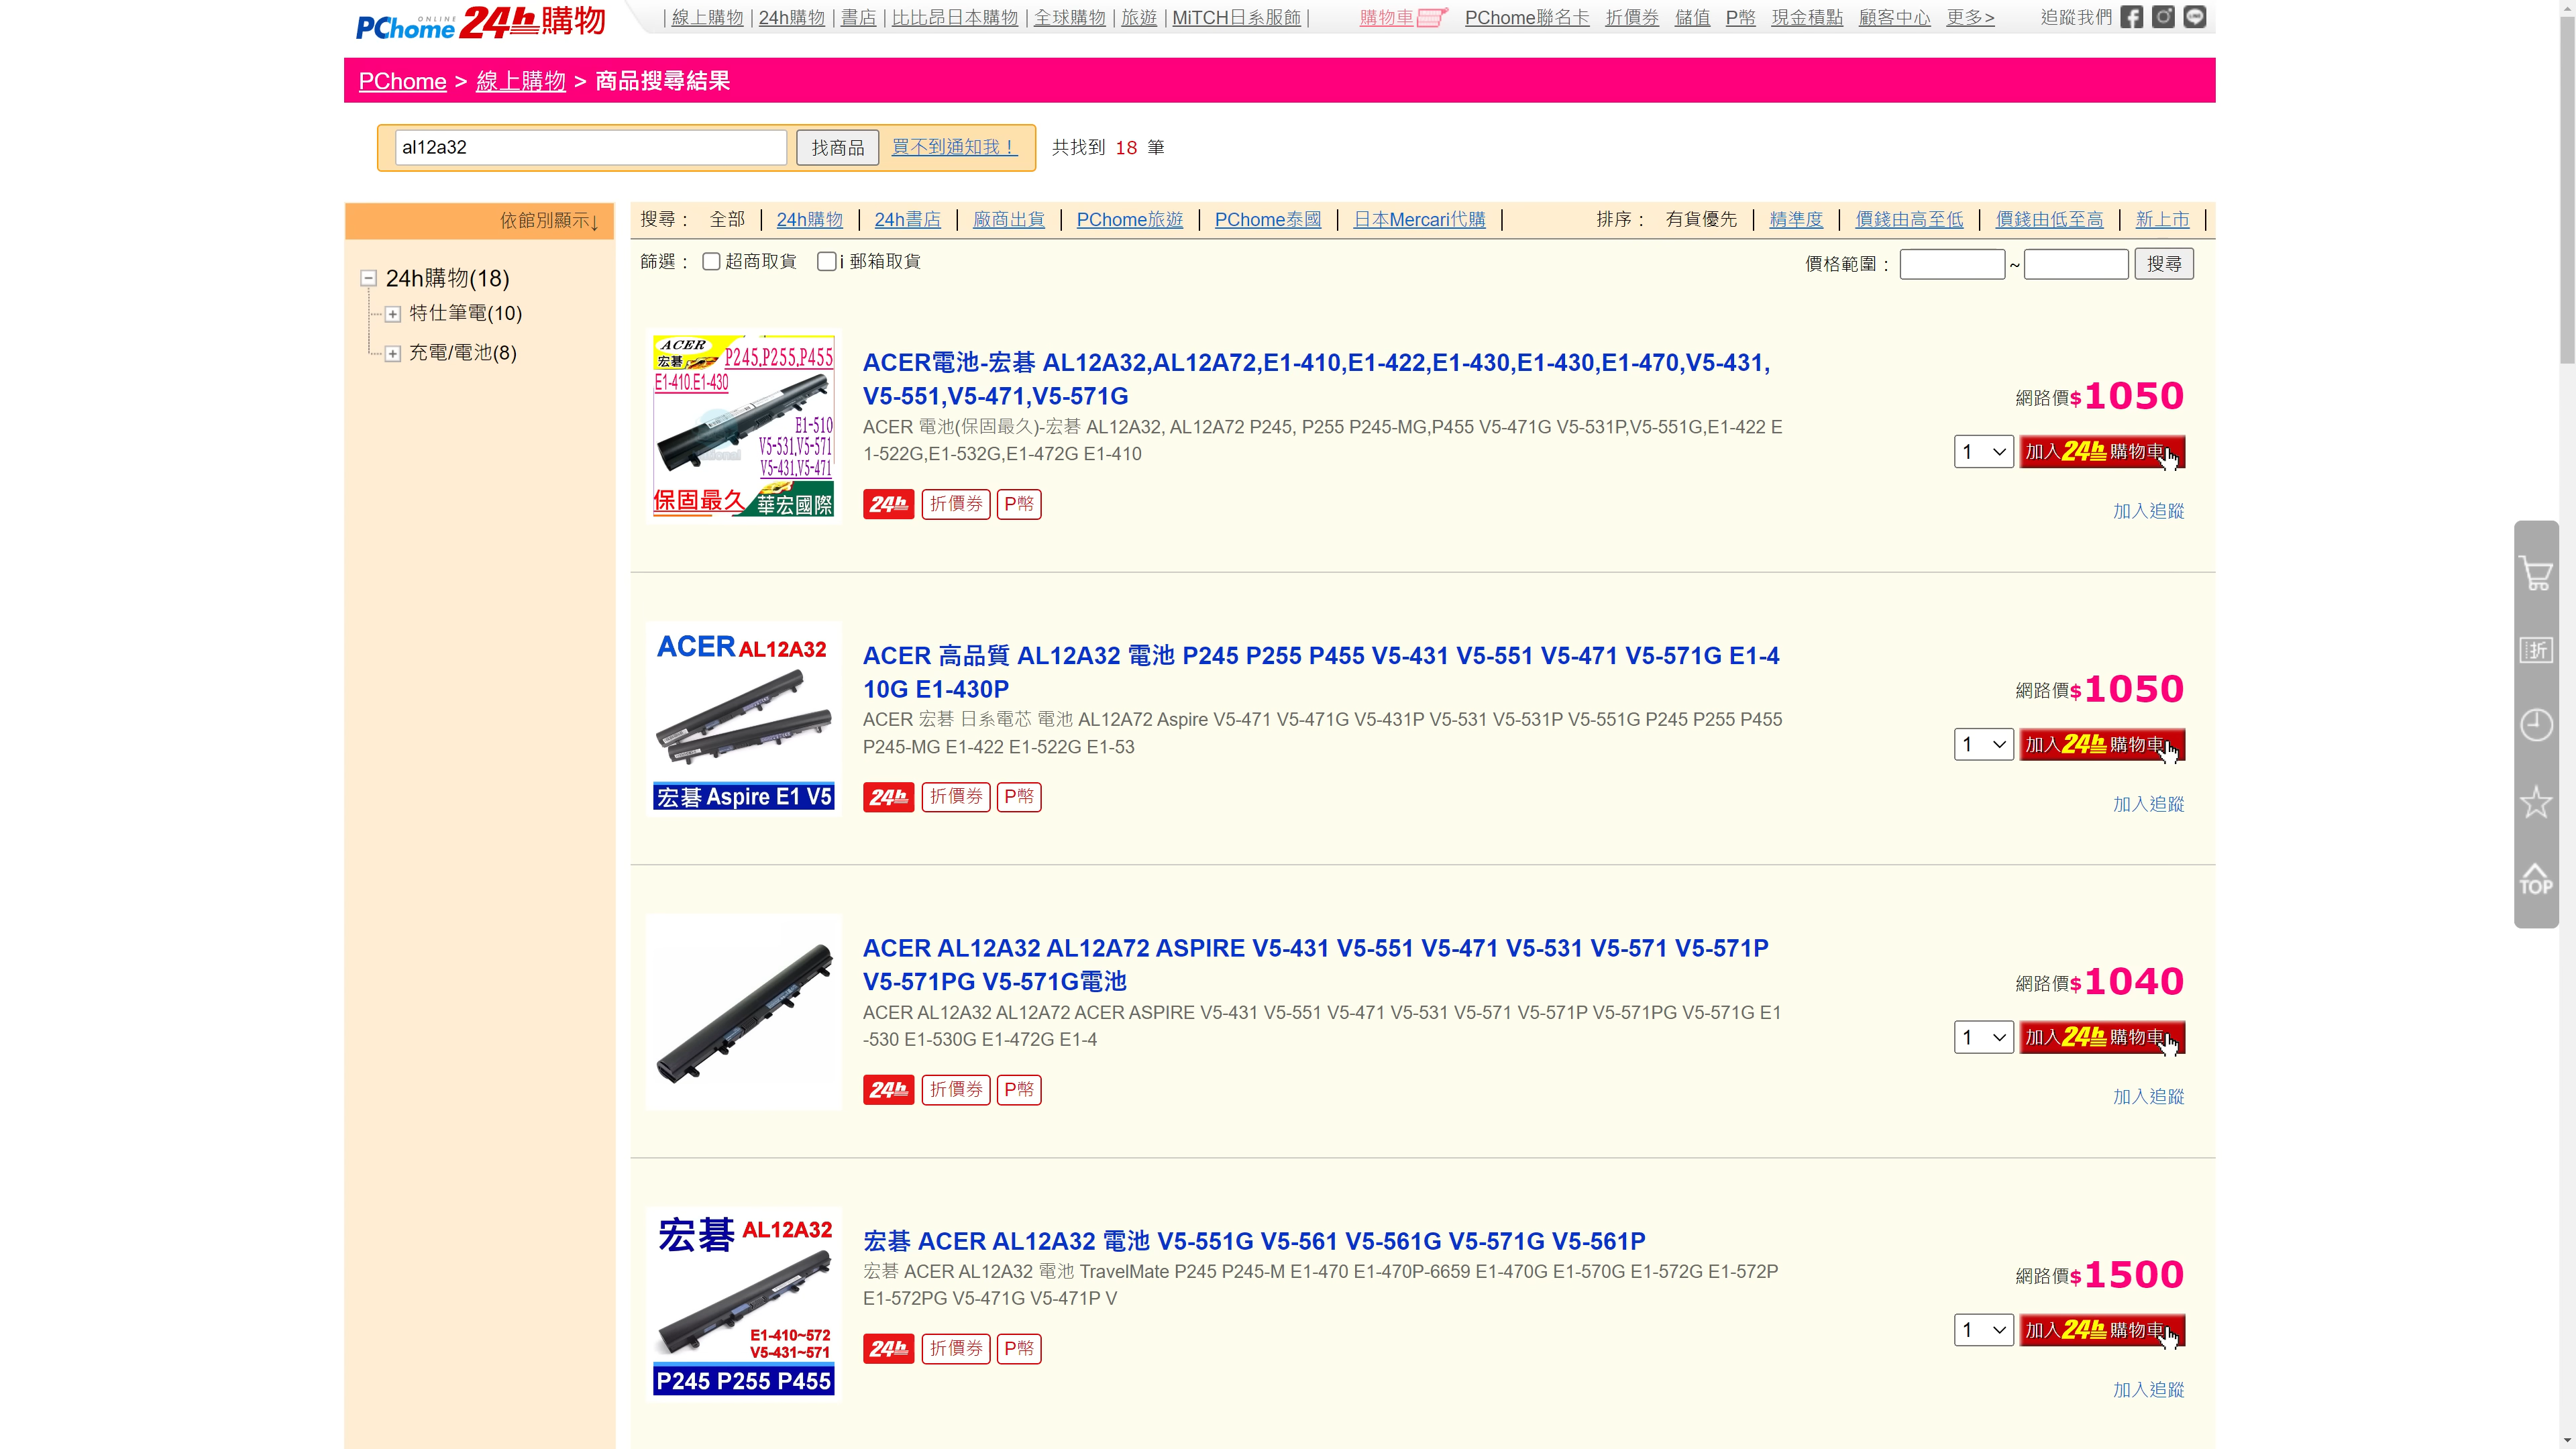 PChome ONLINE 24h購物
| 線上購物 | 24h購物 | 書店 | 比比昂日本購物 | 全球購物 | 旅遊 | MiTCH日系服飾 |
購物車 PChome聯名卡 折價券 儲值 P幣 現金積點 顧客中心 更多> 追蹤我們
PChome > 線上購物 > 商品搜尋結果
al12a32 找商品 買不到通知我！ 共找到 18 筆
依館別顯示↓
24h購物(18)
特仕筆電(10)
充電/電池(8)
搜尋： 全部 | 24h購物 | 24h書店 | 廠商出貨 | PChome旅遊 | PChome泰國 | 日本Mercari代購 |
排序： 有貨優先 | 精準度 | 價錢由高至低 | 價錢由低至高 | 新上市 |
篩選： 超商取貨 i 郵箱取貨
價格範圍： ~ 搜尋
ACER
宏碁
P245,P255,P455
E1-410.E1-430
E1-510
V5-531,V5-571
V5-431,V5-471
保固最久 華宏國際
ACER電池-宏碁 AL12A32,AL12A72,E1-410,E1-422,E1-430,E1-430,E1-470,V5-431,
V5-551,V5-471,V5-571G
ACER 電池(保固最久)-宏碁 AL12A32, AL12A72 P245, P255 P245-MG,P455 V5-471G V5-531P,V5-551G,E1-422 E
1-522G,E1-532G,E1-472G E1-410
24h 折價券 P幣
網路價$1050
1 加入24h購物車
加入追蹤
ACER AL12A32
宏碁 Aspire E1 V5
ACER 高品質 AL12A32 電池 P245 P255 P455 V5-431 V5-551 V5-471 V5-571G E1-4
10G E1-430P
ACER 宏碁 日系電芯 電池 AL12A72 Aspire V5-471 V5-471G V5-431P V5-531 V5-531P V5-551G P245 P255 P455
P245-MG E1-422 E1-522G E1-53
24h 折價券 P幣
網路價$1050
1 加入24h購物車
加入追蹤
ACER AL12A32 AL12A72 ASPIRE V5-431 V5-551 V5-471 V5-531 V5-571 V5-571P
V5-571PG V5-571G電池
ACER AL12A32 AL12A72 ACER ASPIRE V5-431 V5-551 V5-471 V5-531 V5-571 V5-571P V5-571PG V5-571G E1
-530 E1-530G E1-472G E1-4
24h 折價券 P幣
網路價$1040
1 加入24h購物車
加入追蹤
宏碁 AL12A32
E1-410~572
V5-431~571
P245 P255 P455
宏碁 ACER AL12A32 電池 V5-551G V5-561 V5-561G V5-571G V5-561P
宏碁 ACER AL12A32 電池 TravelMate P245 P245-M E1-470 E1-470P-6659 E1-470G E1-570G E1-572G E1-572P
E1-572PG V5-471G V5-471P V
24h 折價券 P幣
網路價$1500
1 加入24h購物車
加入追蹤
折
TOP